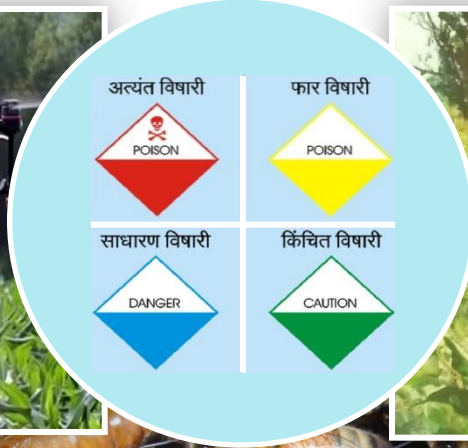 अत्यंत विषारी
POISON
फार विषारी
POISON
साधारण विषारी
DANGER
किंचित विषारी
CAUTION